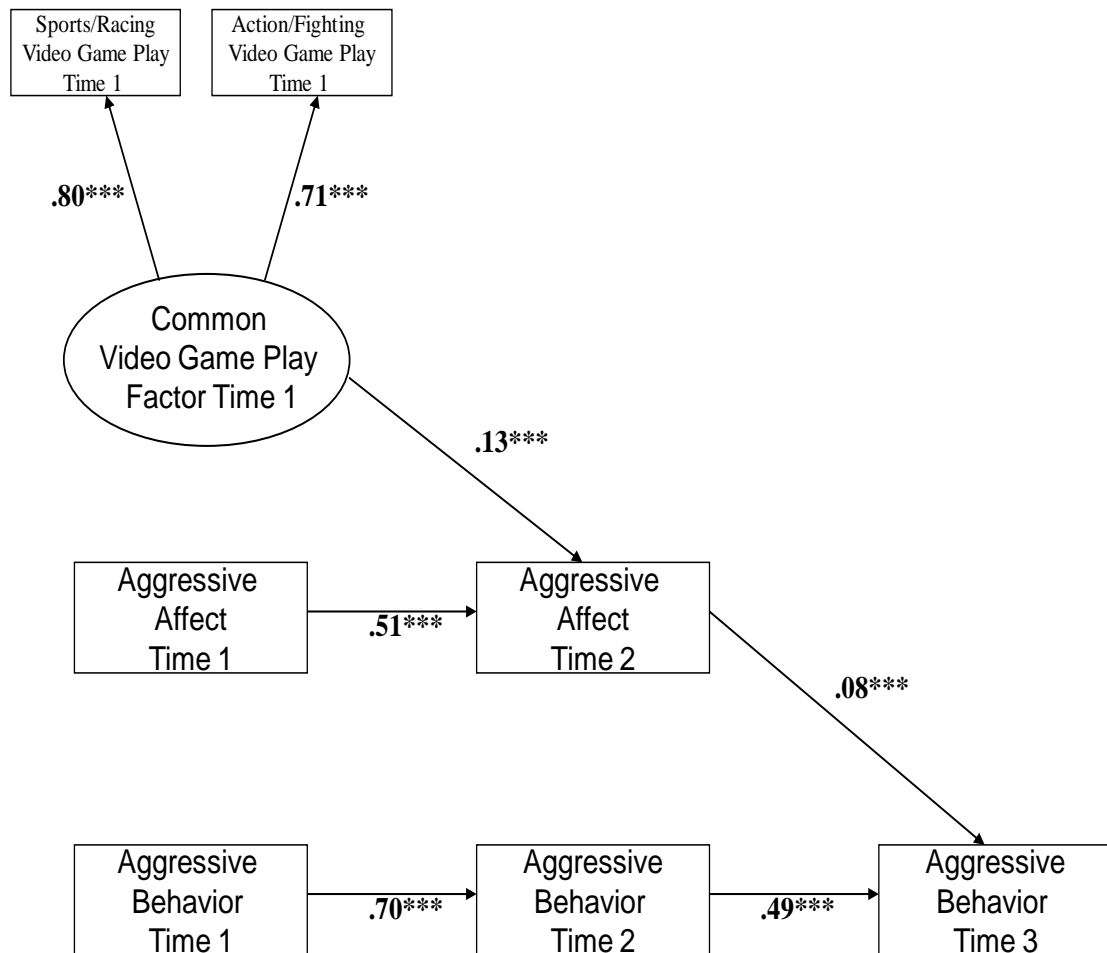 Sports/Racing
Video Game Play
Time 1
Action/Fighting
Video Game Play
Time 1
.80***
.71***
Common
Video Game Play
Factor Time 1
.13***
Aggressive
Affect
Time 1
.51***
Aggressive
Affect
Time 2
.08***
Aggressive
Behavior
Time 1
.70***
Aggressive
Behavior
Time 2
.49***
Aggressive
Behavior
Time 3